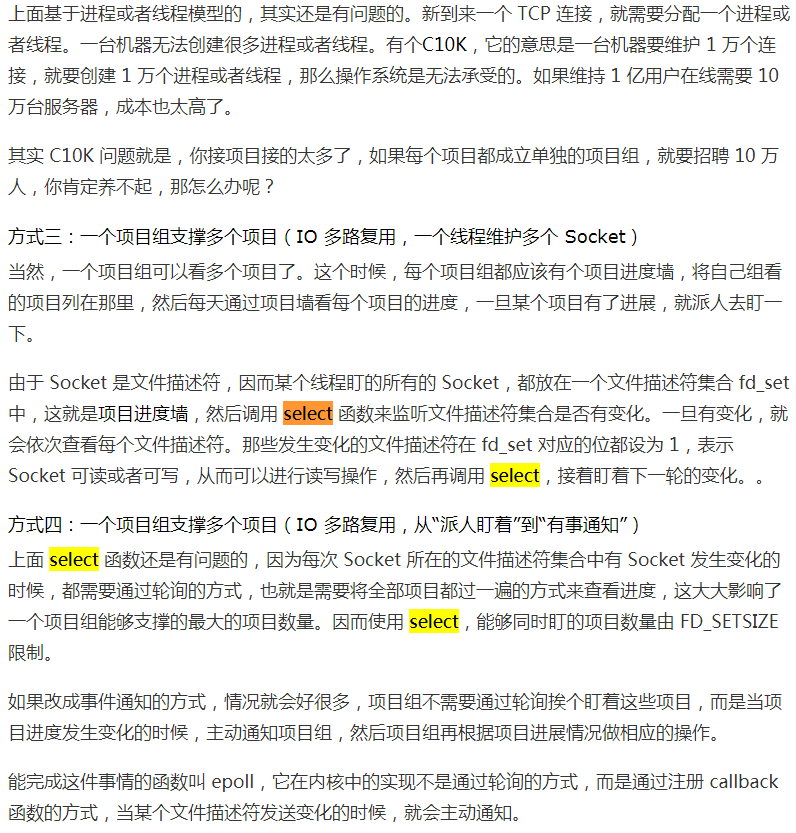 上面基于进程或者线程模型的，其实还是有问题的。新到来一个 TCP 连接，就需要分配一个进程或
者线程。一台机器无法创建很多进程或者线程。有个C10K，它的意思是一台机器要维护 1 万个连
接，就要创建 1 万个进程或者线程，那么操作系统是无法承受的。如果维持 1 亿用户在线需要 10
万台服务器，成本也太高了。
其实 C10K 问题就是，你接项目接的太多了，如果每个项目都成立单独的项目组，就要招聘 10 万
人，你肯定养不起，那怎么办呢？
方式三：一个项目组支撑多个项目（IO 多路复用，一个线程维护多个 Socket）
当然，一个项目组可以看多个项目了。这个时候，每个项目组都应该有个项目进度墙，将自己组看
的项目列在那里，然后每天通过项目墙看每个项目的进度，一旦某个项目有了进展，就派人去盯一
下。
由于 Socket 是文件描述符，因而某个线程盯的所有的 Socket，都放在一个文件描述符集合 fd_set
中，这就是项目进度墙，然后调用 select 函数来监听文件描述符集合是否有变化。一旦有变化，就
会依次查看每个文件描述符。那些发生变化的文件描述符在 fd_set 对应的位都设为 1，表示
Socket 可读或者可写，从而可以进行读写操作，然后再调用 select，接着盯着下一轮的变化。。
方式四：一个项目组支撑多个项目（IO 多路复用，从“派人盯着”到“有事通知”）
上面 select 函数还是有问题的，因为每次 Socket 所在的文件描述符集合中有 Socket 发生变化的
时候，都需要通过轮询的方式，也就是需要将全部项目都过一遍的方式来查看进度，这大大影响了
一个项目组能够支撑的最大的项目数量。因而使用 select，能够同时盯的项目数量由 FD_SETSIZE
限制。
如果改成事件通知的方式，情况就会好很多，项目组不需要通过轮询挨个盯着这些项目，而是当项
目进度发生变化的时候，主动通知项目组，然后项目组再根据项目进展情况做相应的操作。
能完成这件事情的函数叫 epoll，它在内核中的实现不是通过轮询的方式，而是通过注册 callback
函数的方式，当某个文件描述符发送变化的时候，就会主动通知。